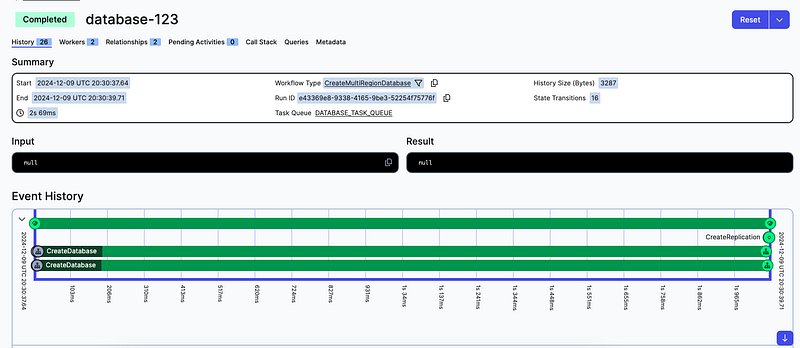 Completed database-123 Reset
History 26 Workers 2 Relationships 2 Pending Activities 0 Call Stack Queries Metadata
Summary
Start 2024-12-09 UTC 20:30:37.64 Workflow Type CreateMultiRegionDatabase History Size (Bytes) 3287
End 2024-12-09 UTC 20:30:39.71 Run ID e43369e8-9338-4165-9be3-52254f75776f State Transitions 16
2s 69ms Task Queue DATABASE_TASK_QUEUE
Input Result
null null
Event History
CreateReplication
CreateDatabase
CreateDatabase
2024-12-09 UTC 20:30:37.64 2024-12-09 UTC 20:30:39.71
103ms 206ms 310ms 413ms 517ms 620ms 724ms 827ms 931ms 1s 34ms 1s 137ms 1s 241ms 1s 344ms 1s 448ms 1s 551ms 1s 655ms 1s 758ms 1s 862ms 1s 965ms